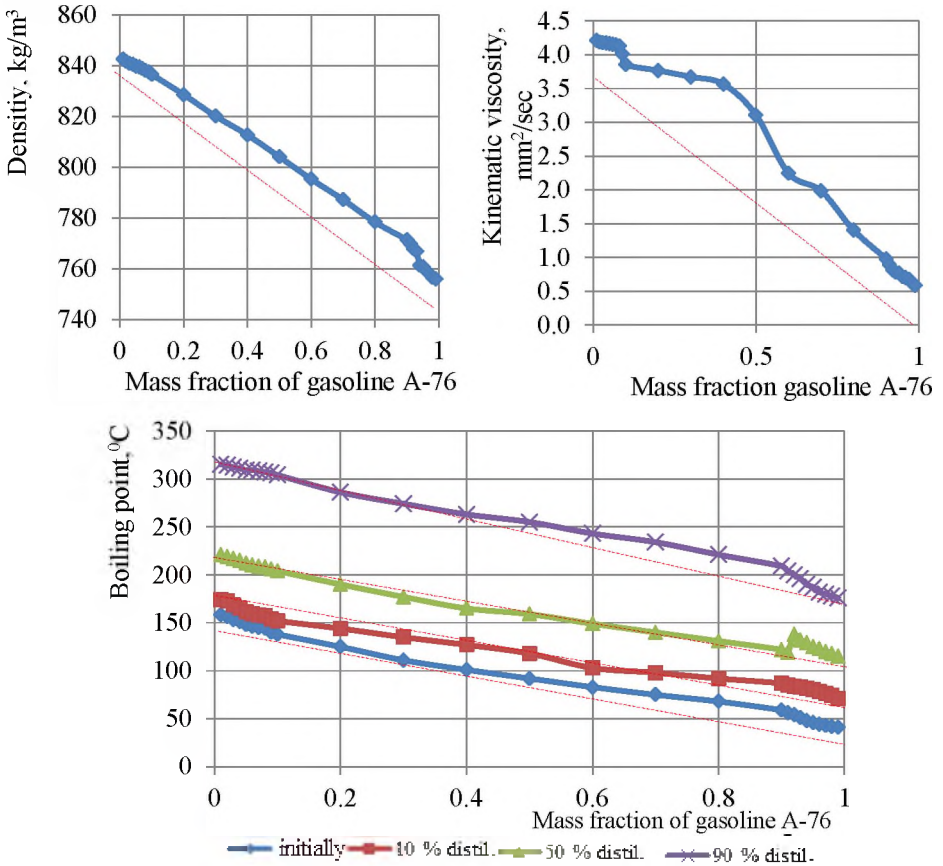 Densitiy, kg/m³
860
840
820
800
780
760
740
0 0.2 0.4 0.6 0.8 1
Mass fraction of gasoline A-76
Kinematic viscosity,
mm²/sec
4.5
4.0
3.5
3.0
2.5
2.0
1.5
1.0
0.5
0.0
0 0.5 1
Mass fraction gasoline A-76
Boiling point,⁰C
350
300
250
200
150
100
50
0
0 0.2 0.4 0.6 0.8 1
Mass fraction of gasoline A-76
initially 10 % distil. 50 % distil. 90 % distil.